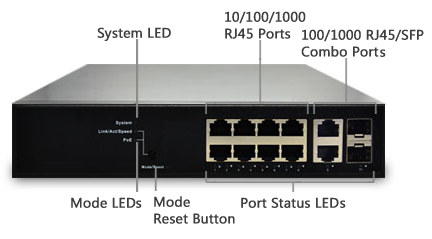 System LED
10/100/1000
RJ45 Ports
100/1000 RJ45/SFP
Combo Ports
System
Link/Act/Speed
PoE
Mode/Reset
Mode LEDs
Mode
Reset Button
Port Status LEDs